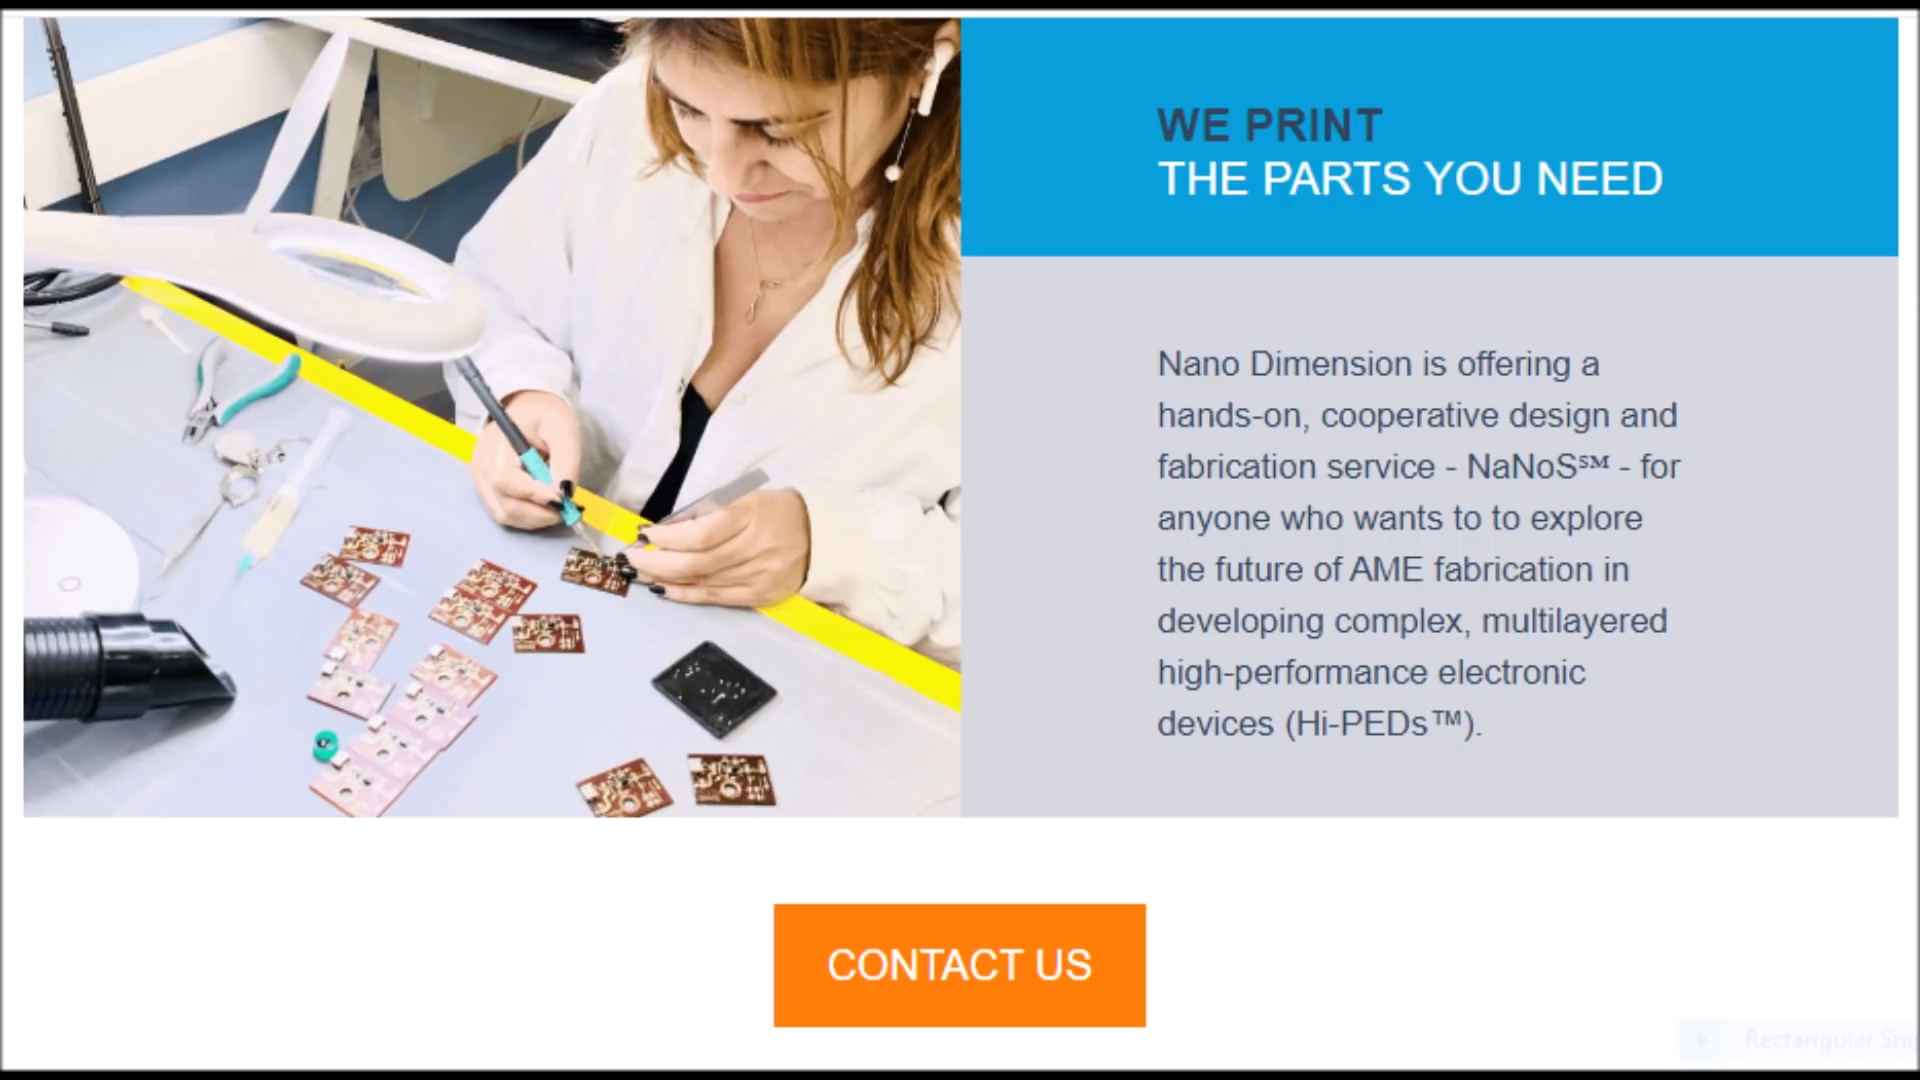 WE PRINT
THE PARTS YOU NEED
Nano Dimension is offering a
hands-on, cooperative design and
fabrication service - NaNoS℠ - for
anyone who wants to to explore
the future of AME fabrication in
developing complex, multilayered
high-performance electronic
devices (Hi-PEDs™).
CONTACT US
Rectangular Sni